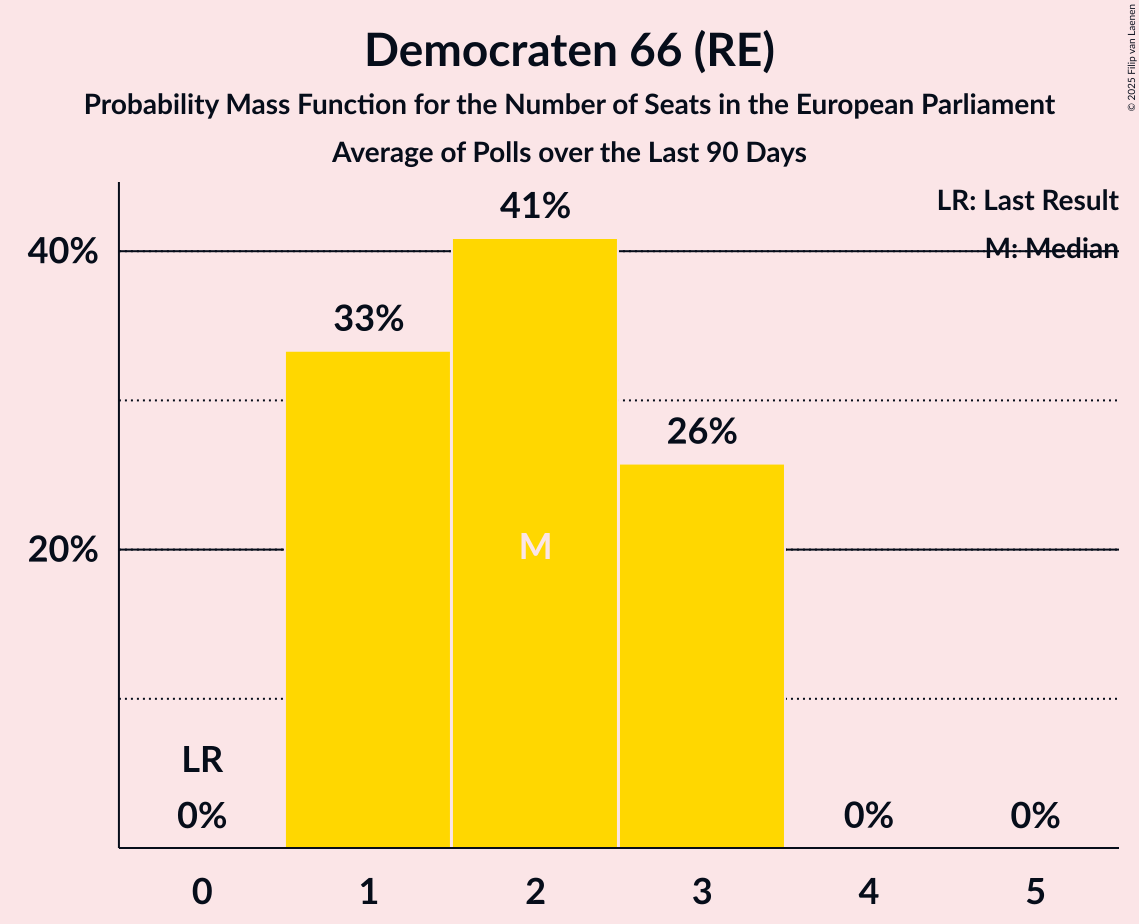 Democraten 66 (RE)
Probability Mass Function for the Number of Seats in the European Parliament
Average of Polls over the Last 90 Days
© 2025 Filip van Laenen
LR: Last Result
M: Median
41%
40%
33%
26%
M
20%
LR
0%
0%
0%
0
1
2
3
4
5